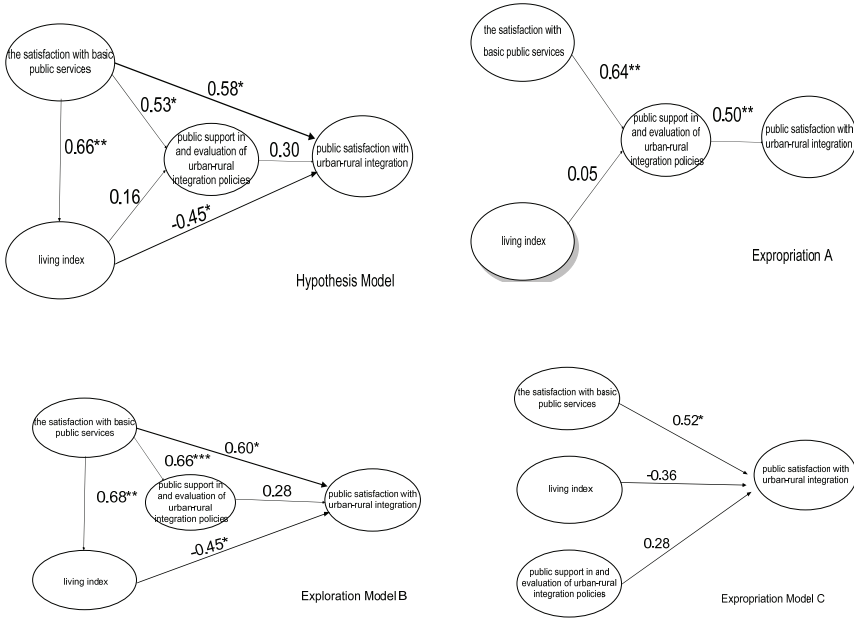 the satisfaction with basic
public services
0.58*
0.53*
0.66**
public support in
and evaluation of
urban-rural
integration policies
0.30
public satisfaction with
urban-rural integration
0.16
-0.45*
living index
Hypothesis Model
the satisfaction with
basic public services
0.64**
public support in
and evaluation of
urban-rural
integration policies
0.50**
public satisfaction with
urban-rural integration
0.05
living index
Expropriation A
the satisfaction with basic
public services
0.60*
0.66***
0.68**
public support in
and evaluation of
urban-rural
integration policies
0.28
public satisfaction with
urban-rural integration
-0.45*
living index
Exploration Model B
the satisfaction with basic
public services
0.52*
living index
-0.36
public satisfaction with
urban-rural integration
0.28
public support in and
evaluation of urban-rural
integration policies
Expropriation Model C